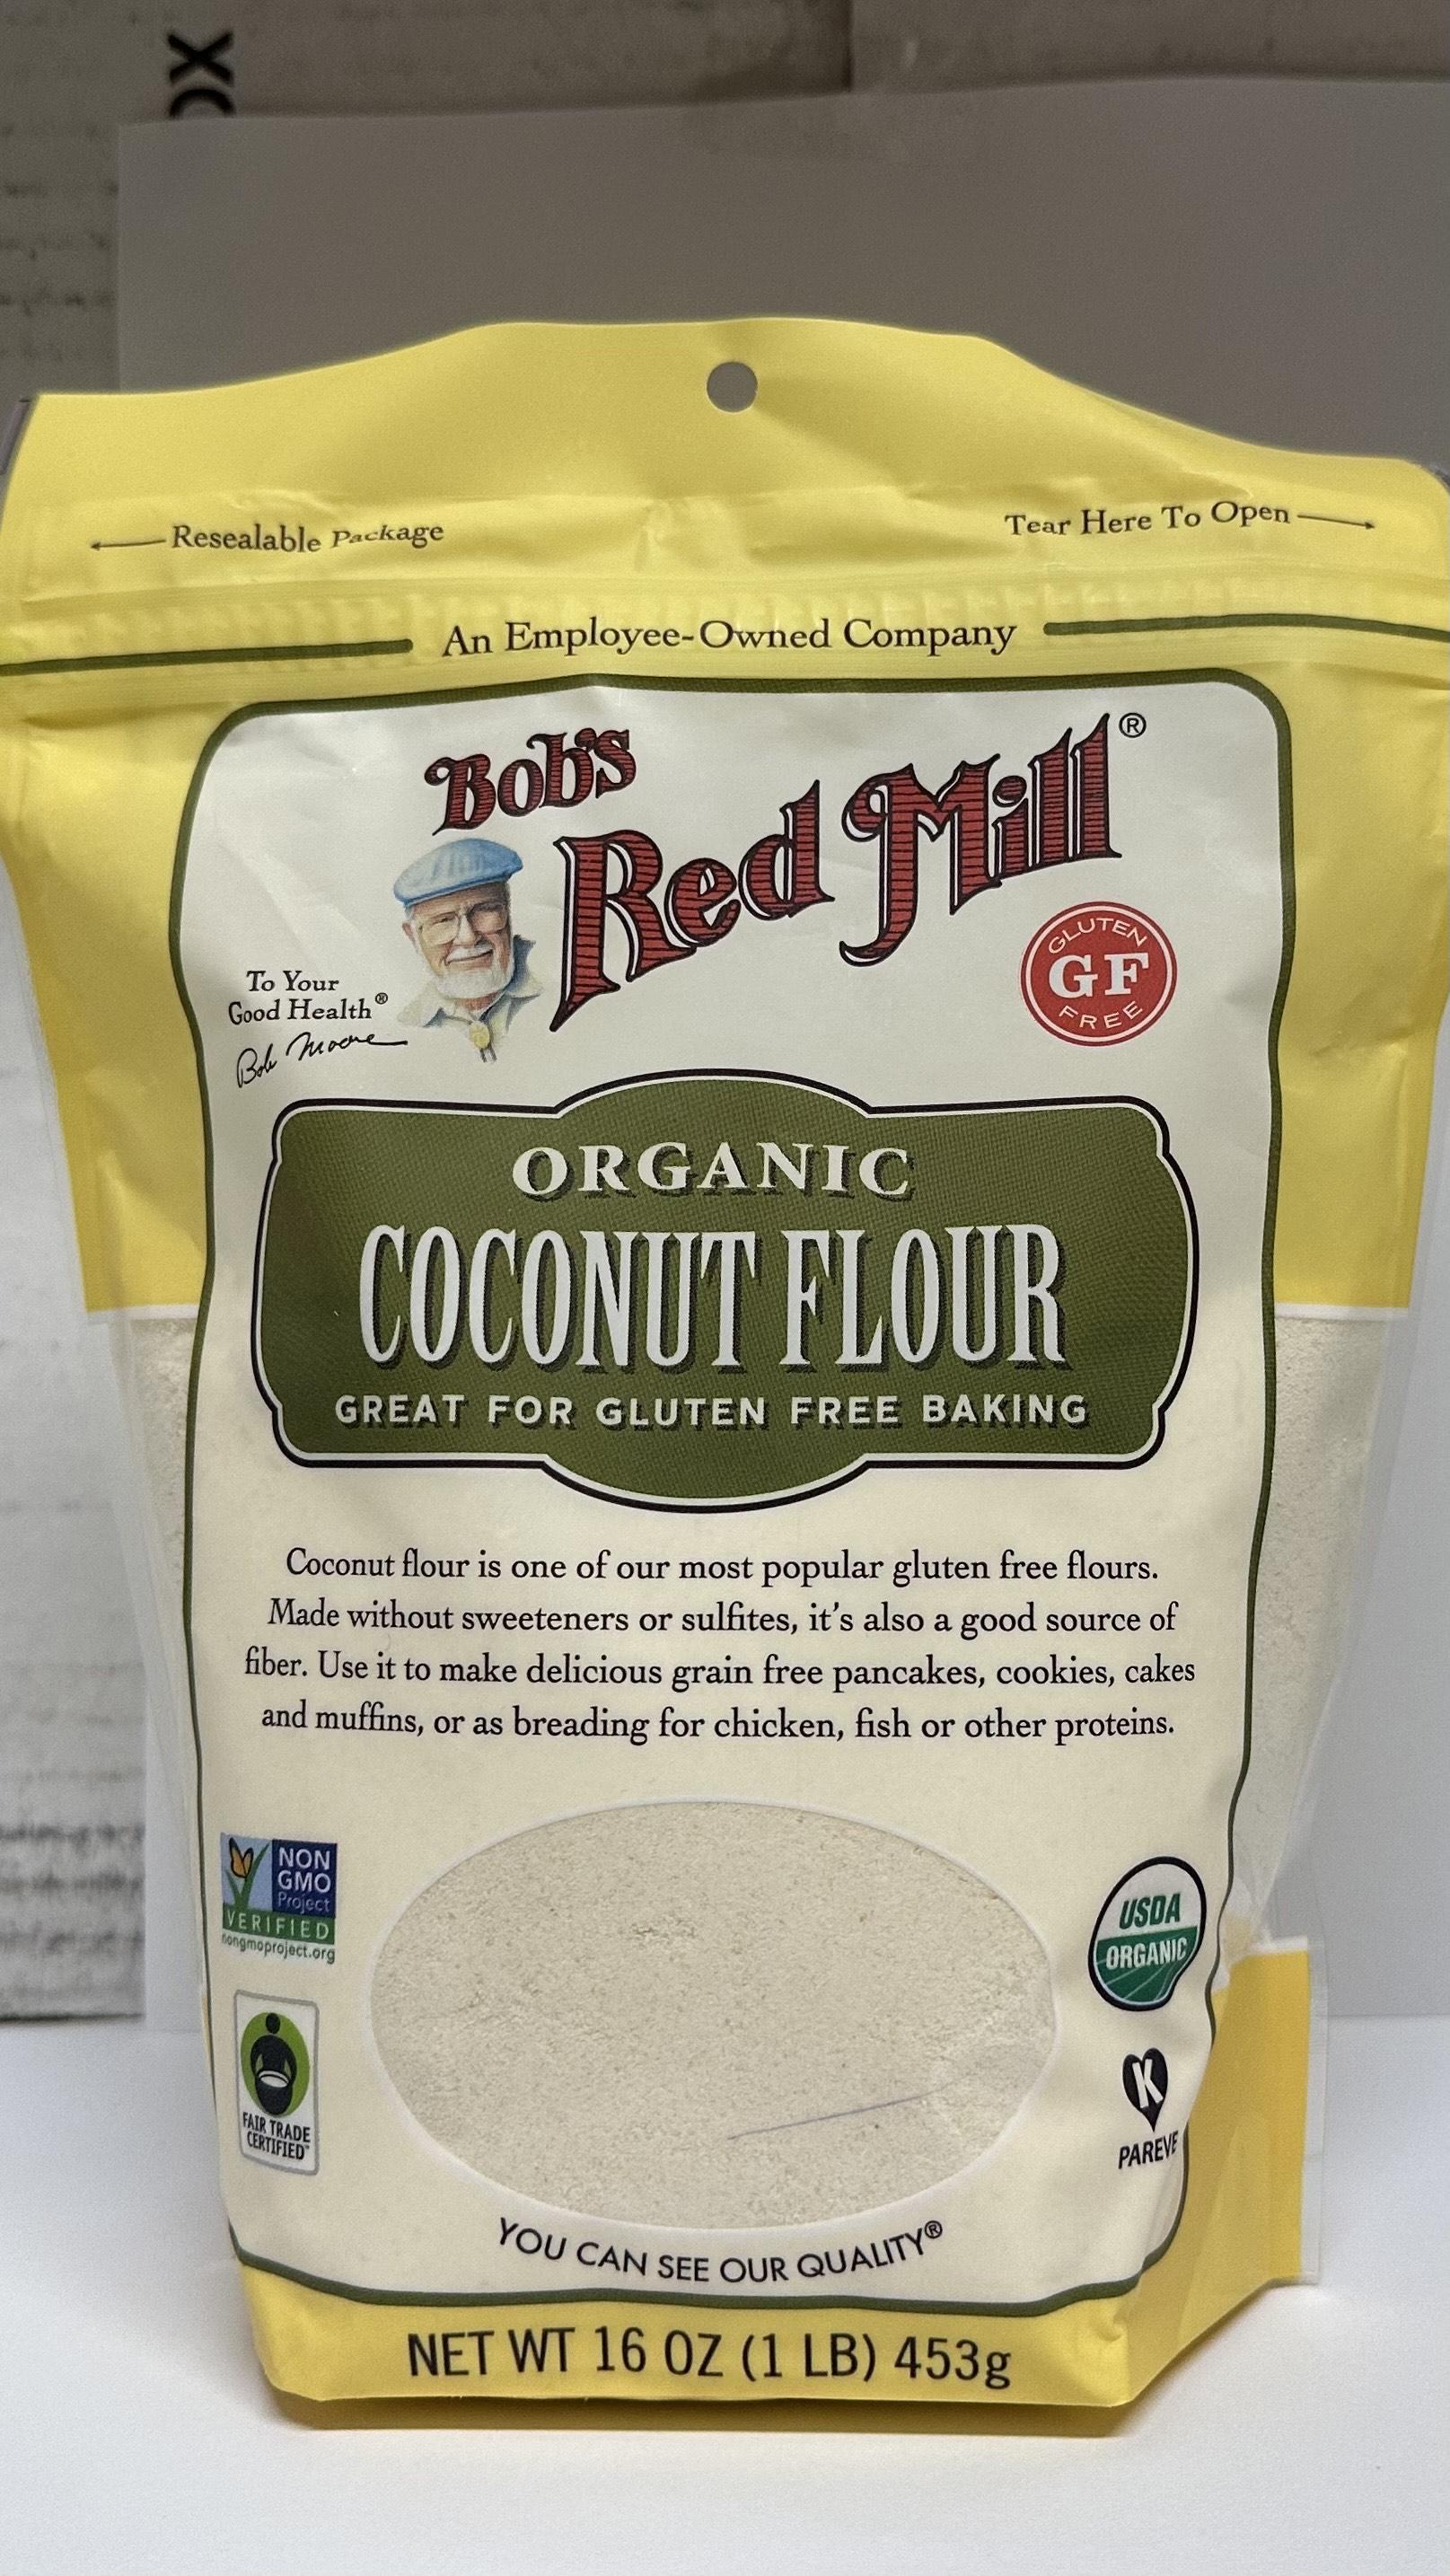 Resealable Package
Tear Here To Open
An Employee-Owned Company
Bob's
Red Mill®
To Your
Good Health®
Bob Moore
GLUTEN
GF
FREE
ORGANIC
COCONUT FLOUR
GREAT FOR GLUTEN FREE BAKING
Coconut flour is one of our most popular gluten free flours.
Made without sweeteners or sulfites, it's also a good source of
fiber. Use it to make delicious grain free pancakes, cookies, cakes
and muffins, or as breading for chicken, fish or other proteins.
NON
GMO
Project
VERIFIED
nongmoproject.org
USDA
ORGANIC
FAIR TRADE
CERTIFIED™
K
PAREVE
YOU CAN SEE OUR QUALITY®
NET WT 16 OZ (1 LB) 453g